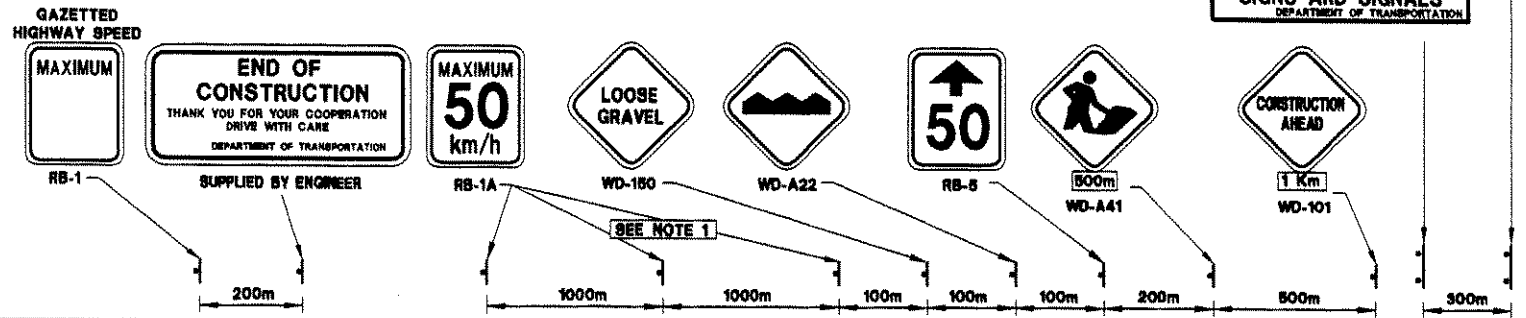 SIGNS AND SIGNALS
DEPARTMENT OF TRANSPORTATION
GAZETTED
HIGHWAY SPEED
MAXIMUM
END OF
CONSTRUCTION
THANK YOU FOR YOUR COOPERATION
DRIVE WITH CARE
DEPARTMENT OF TRANSPORTATION
MAXIMUM
50
km/h
LOOSE
GRAVEL
50
CONSTRUCTION
AHEAD
RB-1
SUPPLIED BY ENGINEER
RB-1A
WD-150
WD-A22
RB-5
500m
WD-A41
1 Km
WD-101
SEE NOTE 1
200m
1000m
1000m
100m
100m
100m
200m
500m
300m